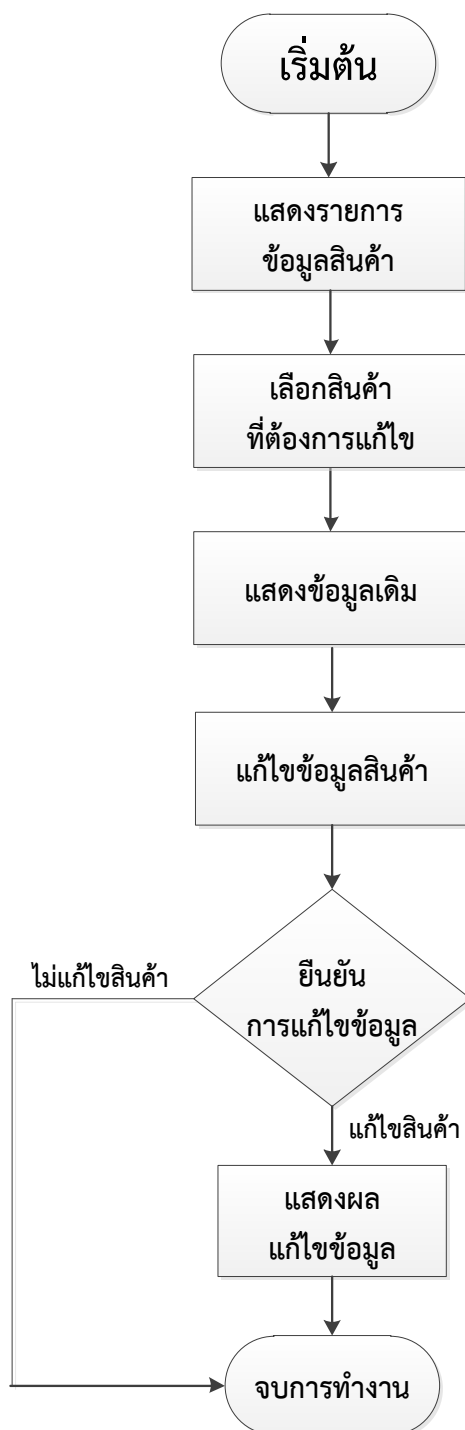 เริ่มต้น
แสดงรายการ
ข้อมูลสินค้า
เลือกสินค้า
ที่ต้องการแก้ไข
แสดงข้อมูลเดิม
แก้ไขข้อมูลสินค้า
ยืนยัน
การแก้ไขข้อมูล
ไม่แก้ไขสินค้า
แก้ไขสินค้า
แสดงผล
แก้ไขข้อมูล
จบการทำงาน